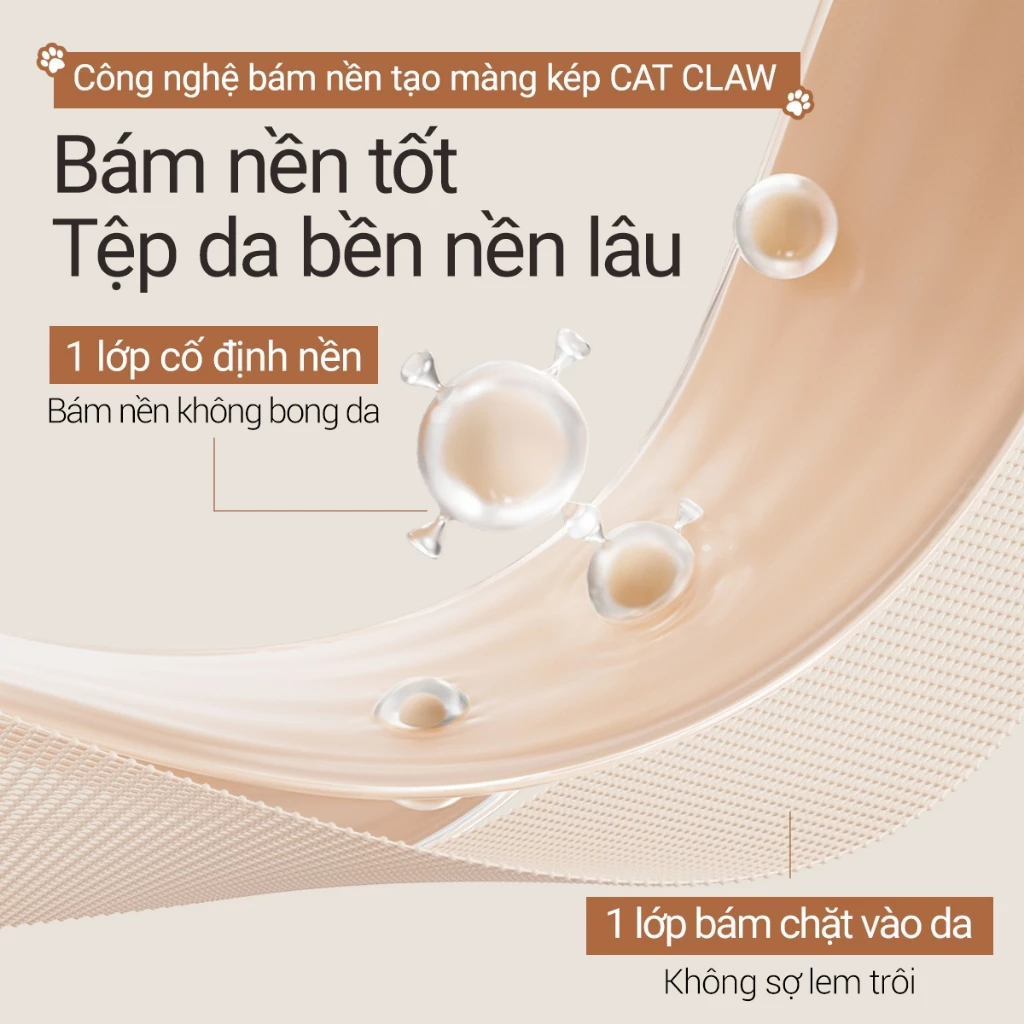 Công nghệ bám nền tạo màng kép CAT CLAW
Bám nền tốt
Tệp da bền nền lâu
1 lớp cố định nền
Bám nền không bong da
1 lớp bám chặt vào da
Không sợ lem trôi